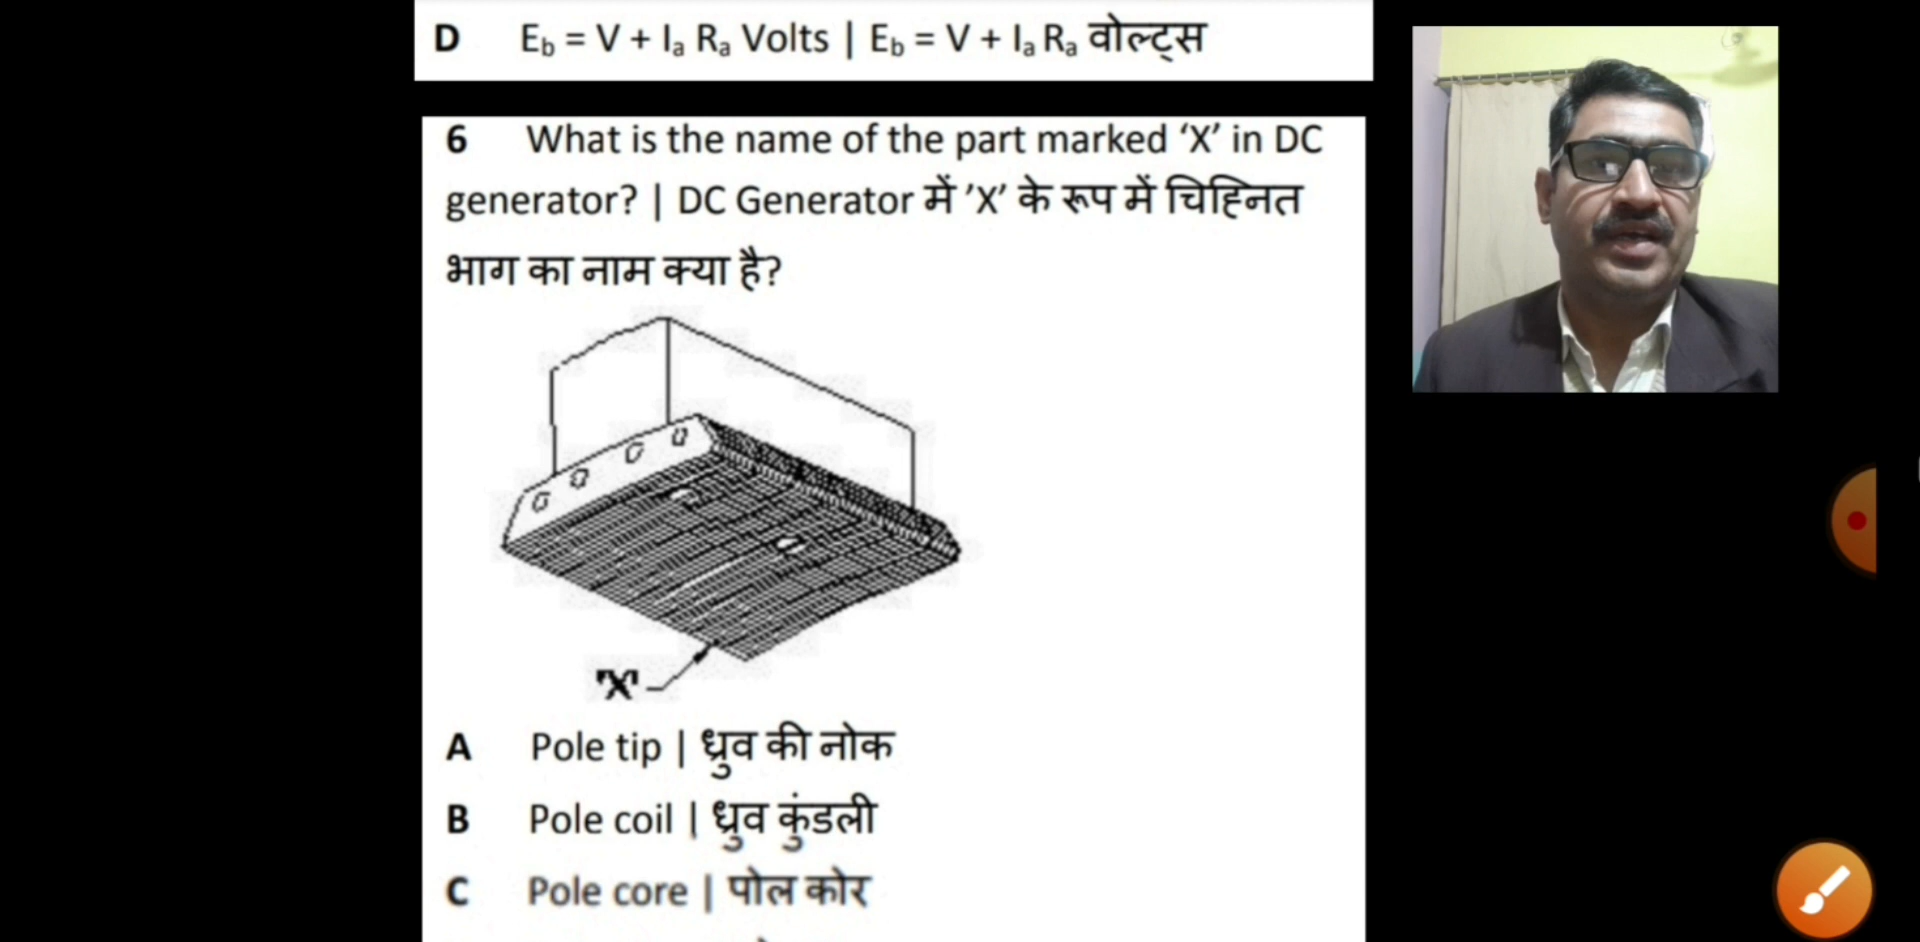 D Eb = V + Ia Ra Volts | Eb = V + Ia Ra वोल्ट्स
6 What is the name of the part marked ‘X’ in DC
generator? | DC Generator में ’X’ के रूप में चिह्नित
भाग का नाम क्या है?
"X"
A Pole tip | ध्रुव की नोक
B Pole coil | ध्रुव कुंडली
C Pole core | पोल कोर